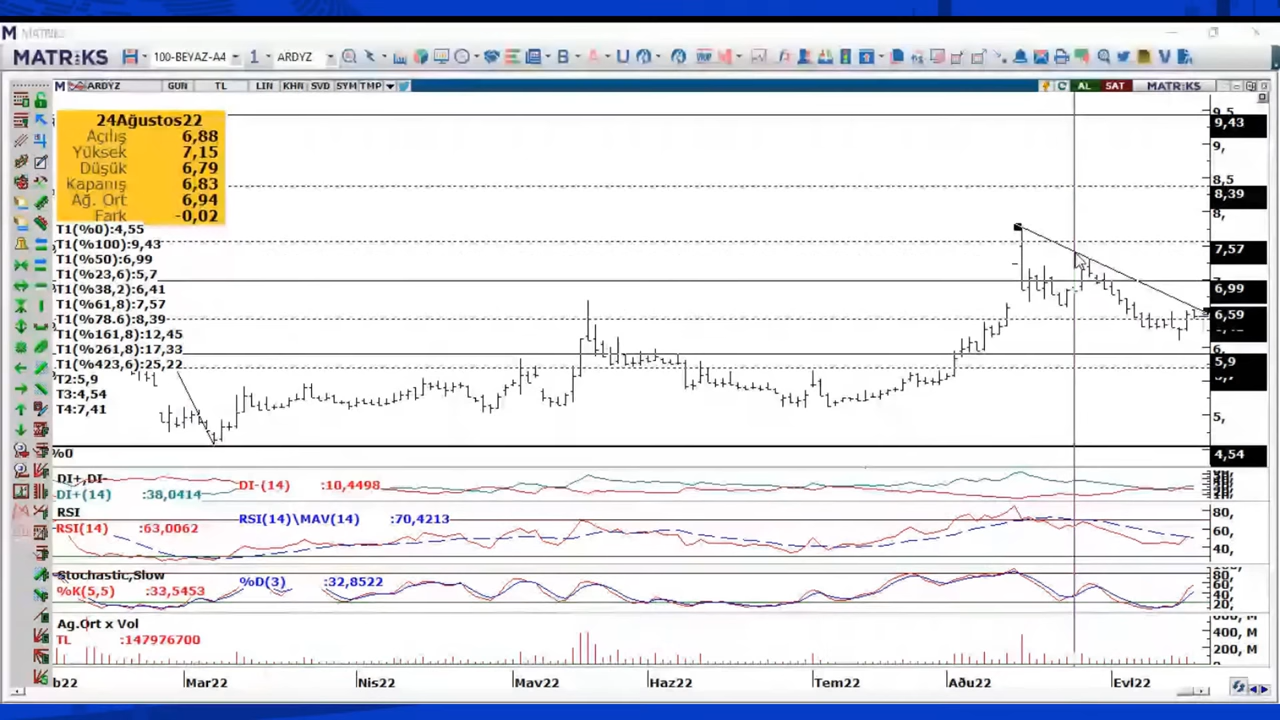 MATRIKS
MATRİKS 100-BEYAZ-A4 1 ARDYZ B A U
M ARDYZ GUN TL LIN KHN SVD SYM TMP AL SAT MATRİKS
24Ağustos22
Açılış 6,88
Yüksek 7,15
Düşük 6,79
Kapanış 6,83
Ağ. Ort 6,94
Fark -0,02
T1(%0):4,55
T1(%100):9,43
T1(%50):6,99
T1(%23,6):5,7
T1(%38,2):6,41
T1(%61,8):7,57
T1(%78.6):8,39
T1(%161,8):12,45
T1(%261,8):17,33
T1(%423,6):25,22
T2:5,9
T3:4,54
T4:7,41
%0
9,5
9,43
9,
8,5
8,39
8,
7,57
6,99
6,59
6,
5,9
5,
4,54
DI+,DI-
DI+(14) :38,0414 DI-(14) :10,4498
RSI
RSI(14) :63,0062 RSI(14)\MAV(14) :70,4213
80,
60,
40,
Stochastic,Slow
%K(5,5) :33,5453 %D(3) :32,8522
80,
60,
40,
20,
Ag.Ort x Vol
TL :147976700
400, M
200, M
b22 Mar22 Nis22 Mav22 Haz22 Tem22 Aðu22 Evl22